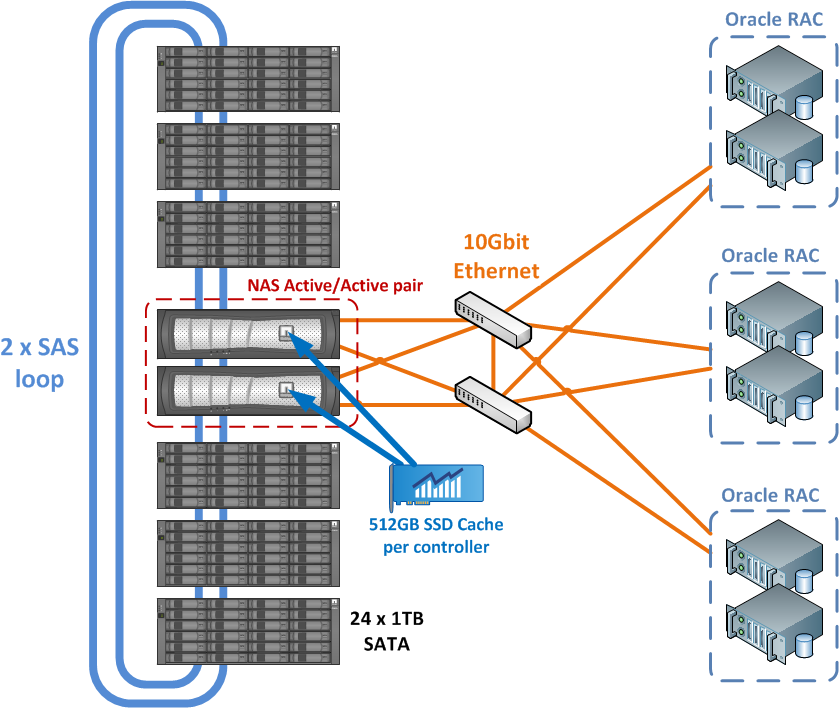 Oracle RAC
10Gbit
Ethernet
Oracle RAC
NAS Active/Active pair
2 x SAS
loop
Oracle RAC
512GB SSD Cache
per controller
24 x 1TB
SATA